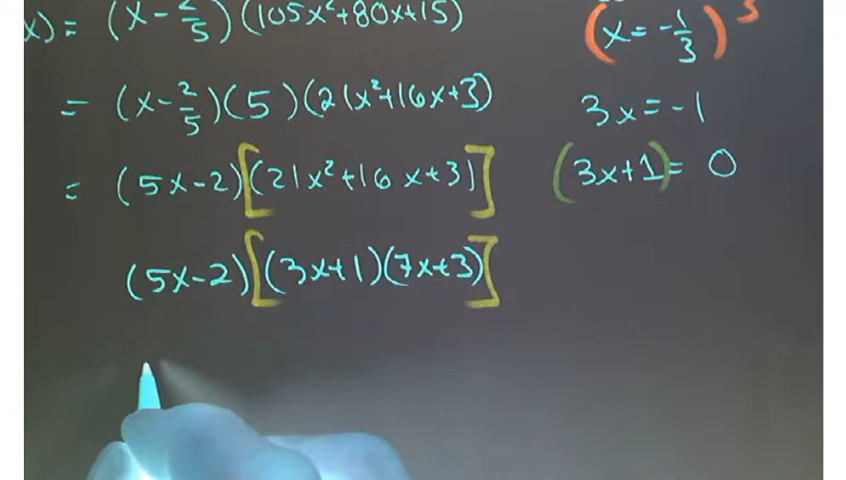 x) = (x - 2/5)(105x²+80x+15)
= (x - 2/5)(5)(21x²+16x+3)
= (5x-2)[(21x²+16x+3)]
(5x-2)[(3x+1)(7x+3)]
(x = -1/3) 3
3x = -1
(3x+1) = 0